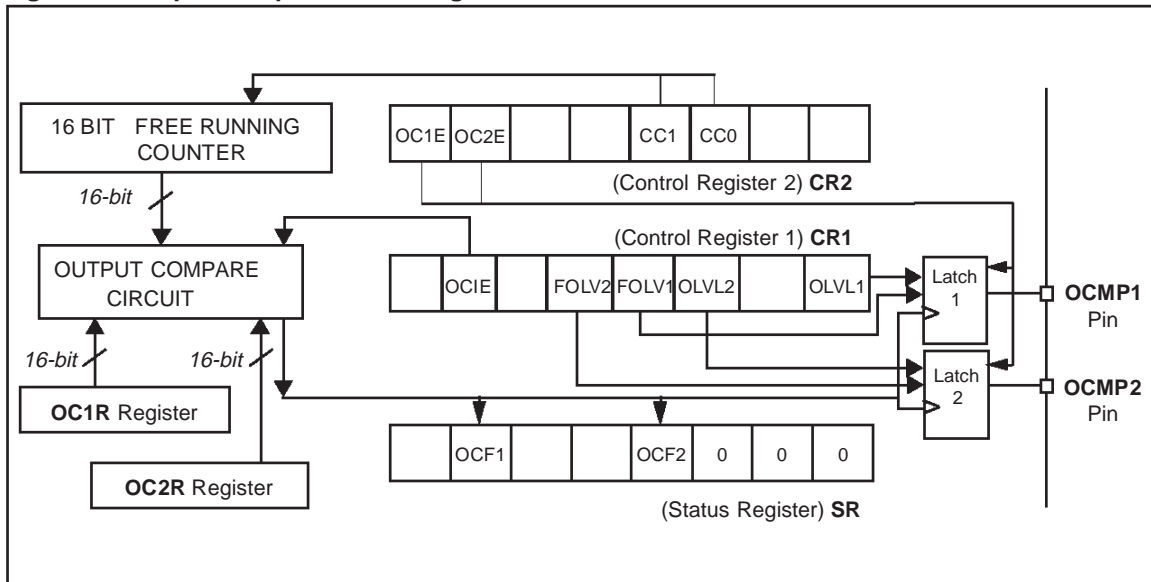 16 BIT FREE RUNNING
COUNTER
OC1E OC2E CC1 CC0
(Control Register 2) CR2
16-bit
(Control Register 1) CR1
OUTPUT COMPARE
CIRCUIT
OCIE FOLV2 FOLV1 OLVL2 OLVL1
Latch
1
OCMP1
Pin
16-bit 16-bit
Latch
2
OCMP2
Pin
OC1R Register
OCF1 OCF2 0 0 0
OC2R Register
(Status Register) SR